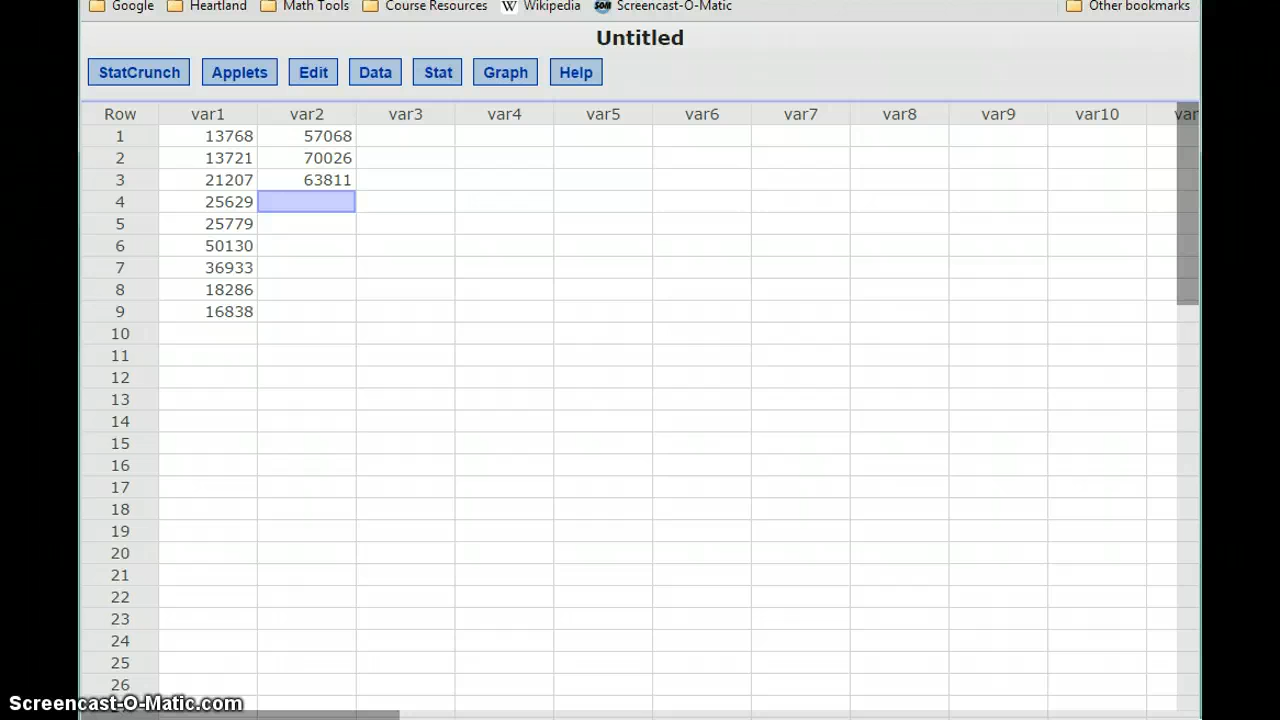 Google Heartland Math Tools Course Resources W Wikipedia SOM Screencast-O-Matic Other bookmarks
Untitled
StatCrunch Applets Edit Data Stat Graph Help
Row var1 var2 var3 var4 var5 var6 var7 var8 var9 var10 var
1 13768 57068
2 13721 70026
3 21207 63811
4 25629
5 25779
6 50130
7 36933
8 18286
9 16838
10
11
12
13
14
15
16
17
18
19
20
21
22
23
24
25
26
Screencast-O-Matic.com